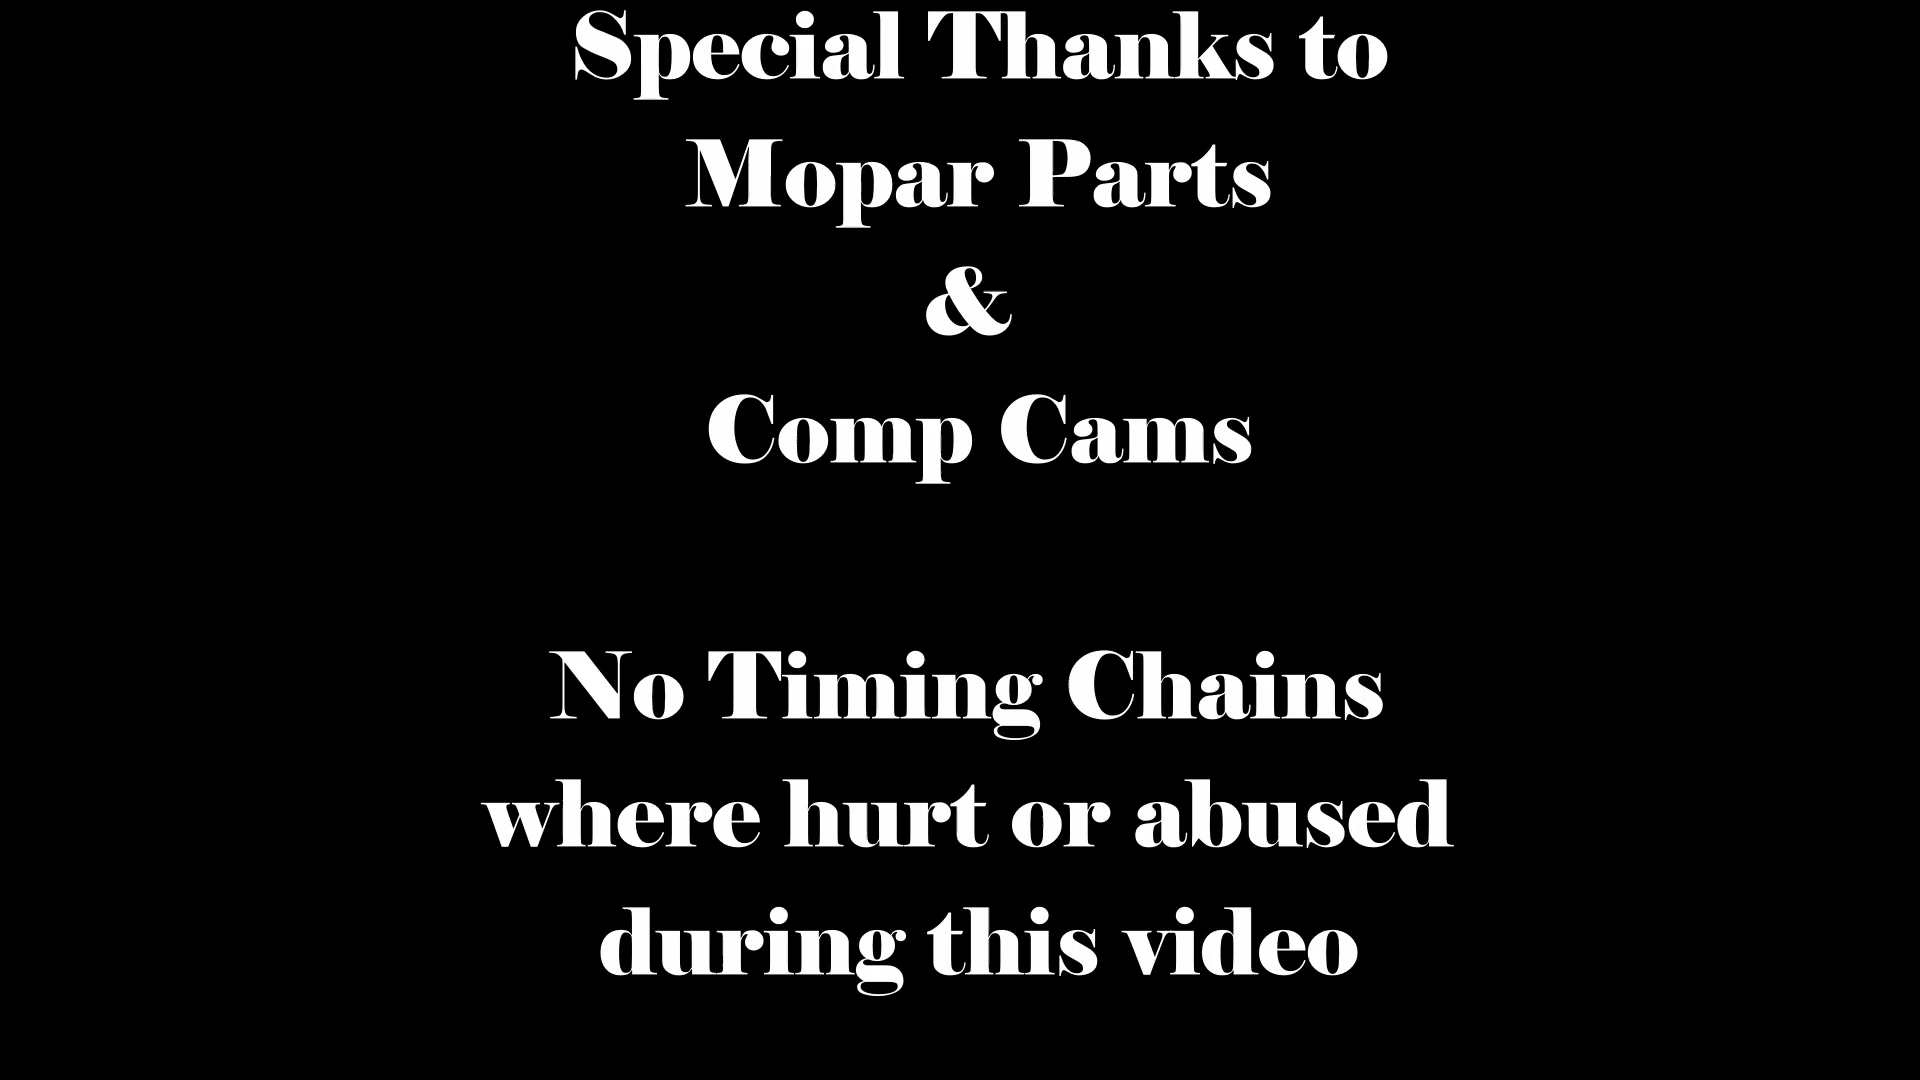 Special Thanks to
Mopar Parts
&
Comp Cams
No Timing Chains
where hurt or abused
during this video